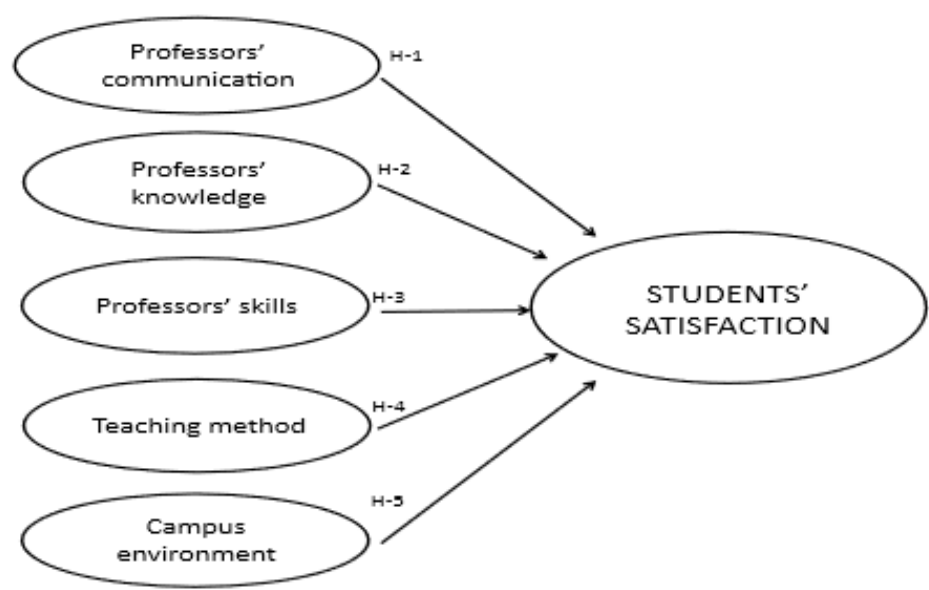 Professors’
communication
H-1
Professors’
knowledge
H-2
Professors’ skills
H-3
STUDENTS’
SATISFACTION
Teaching method
H-4
Campus
environment
H-5